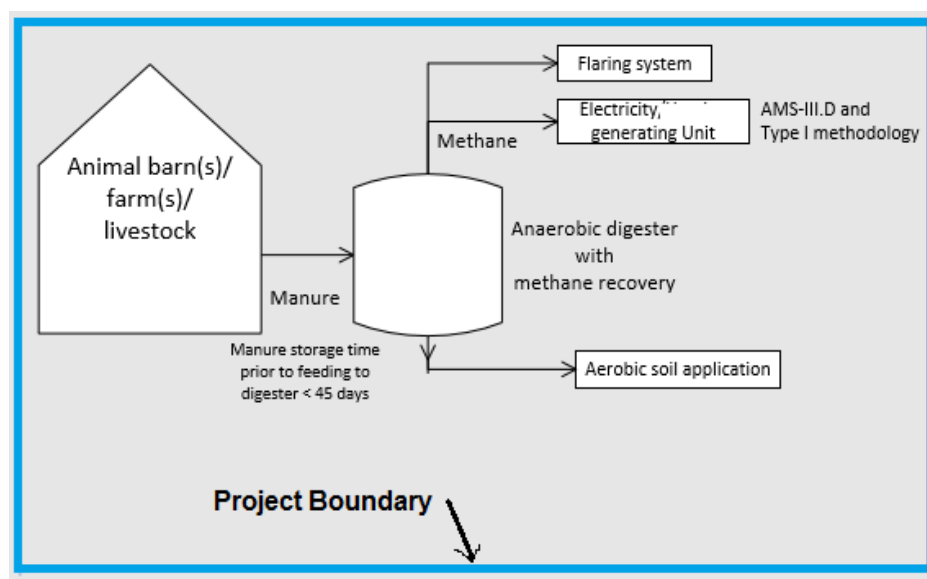 Flaring system
Electricity/
generating Unit
AMS-III.D and
Type I methodology
Methane
Animal barn(s)/
farm(s)/
livestock
Anaerobic digester
with
methane recovery
Manure
Manure storage time
prior to feeding to
digester < 45 days
Aerobic soil application
Project Boundary